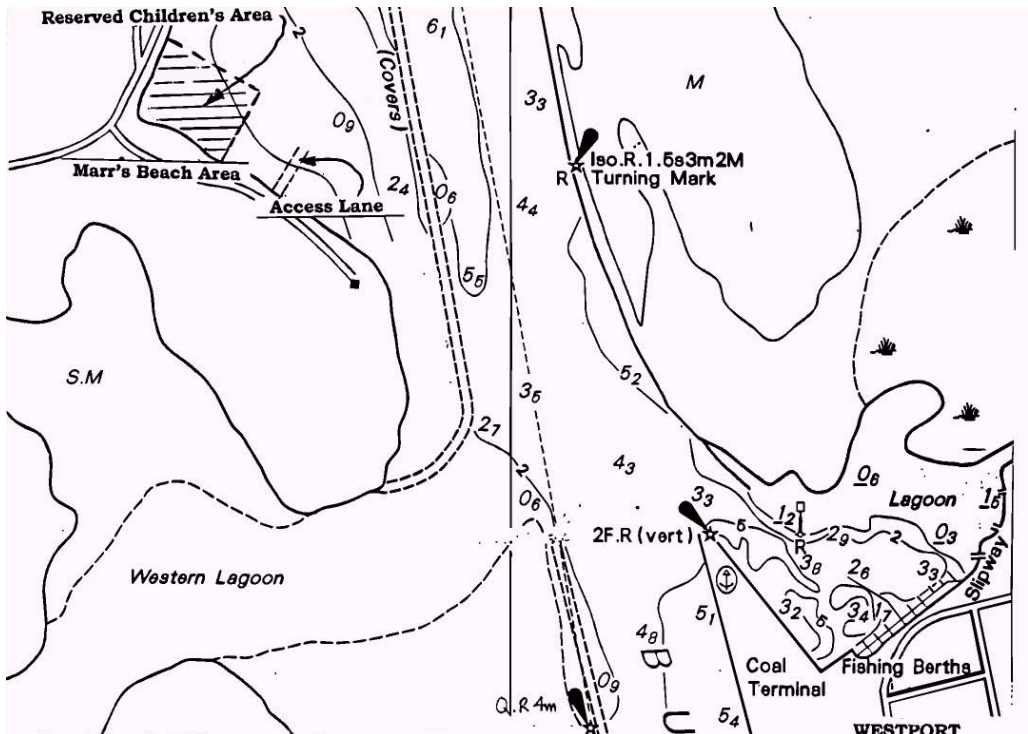 Reserved Children's Area
Marr's Beach Area
Access Lane
(Covers)
2
6₁
0₉
2₄
0₆
5₅
3₃
4₄
M
Iso.R.1.5s3m2M
R Turning Mark
S.M
3₅
5₂
2₇
2
0₆
4₃
3₃
2F.R (vert)
5
1₂
R
2₉
2
0₆
Lagoon
1₅
0₃
3₈
2₆
3₃
Slipway
Western Lagoon
5₁
3₂
5
3₄
1₇
4₈
B
U
Coal
Terminal
Fishing Berths
0₉
Q.R 4m
5₄
WESTPORT